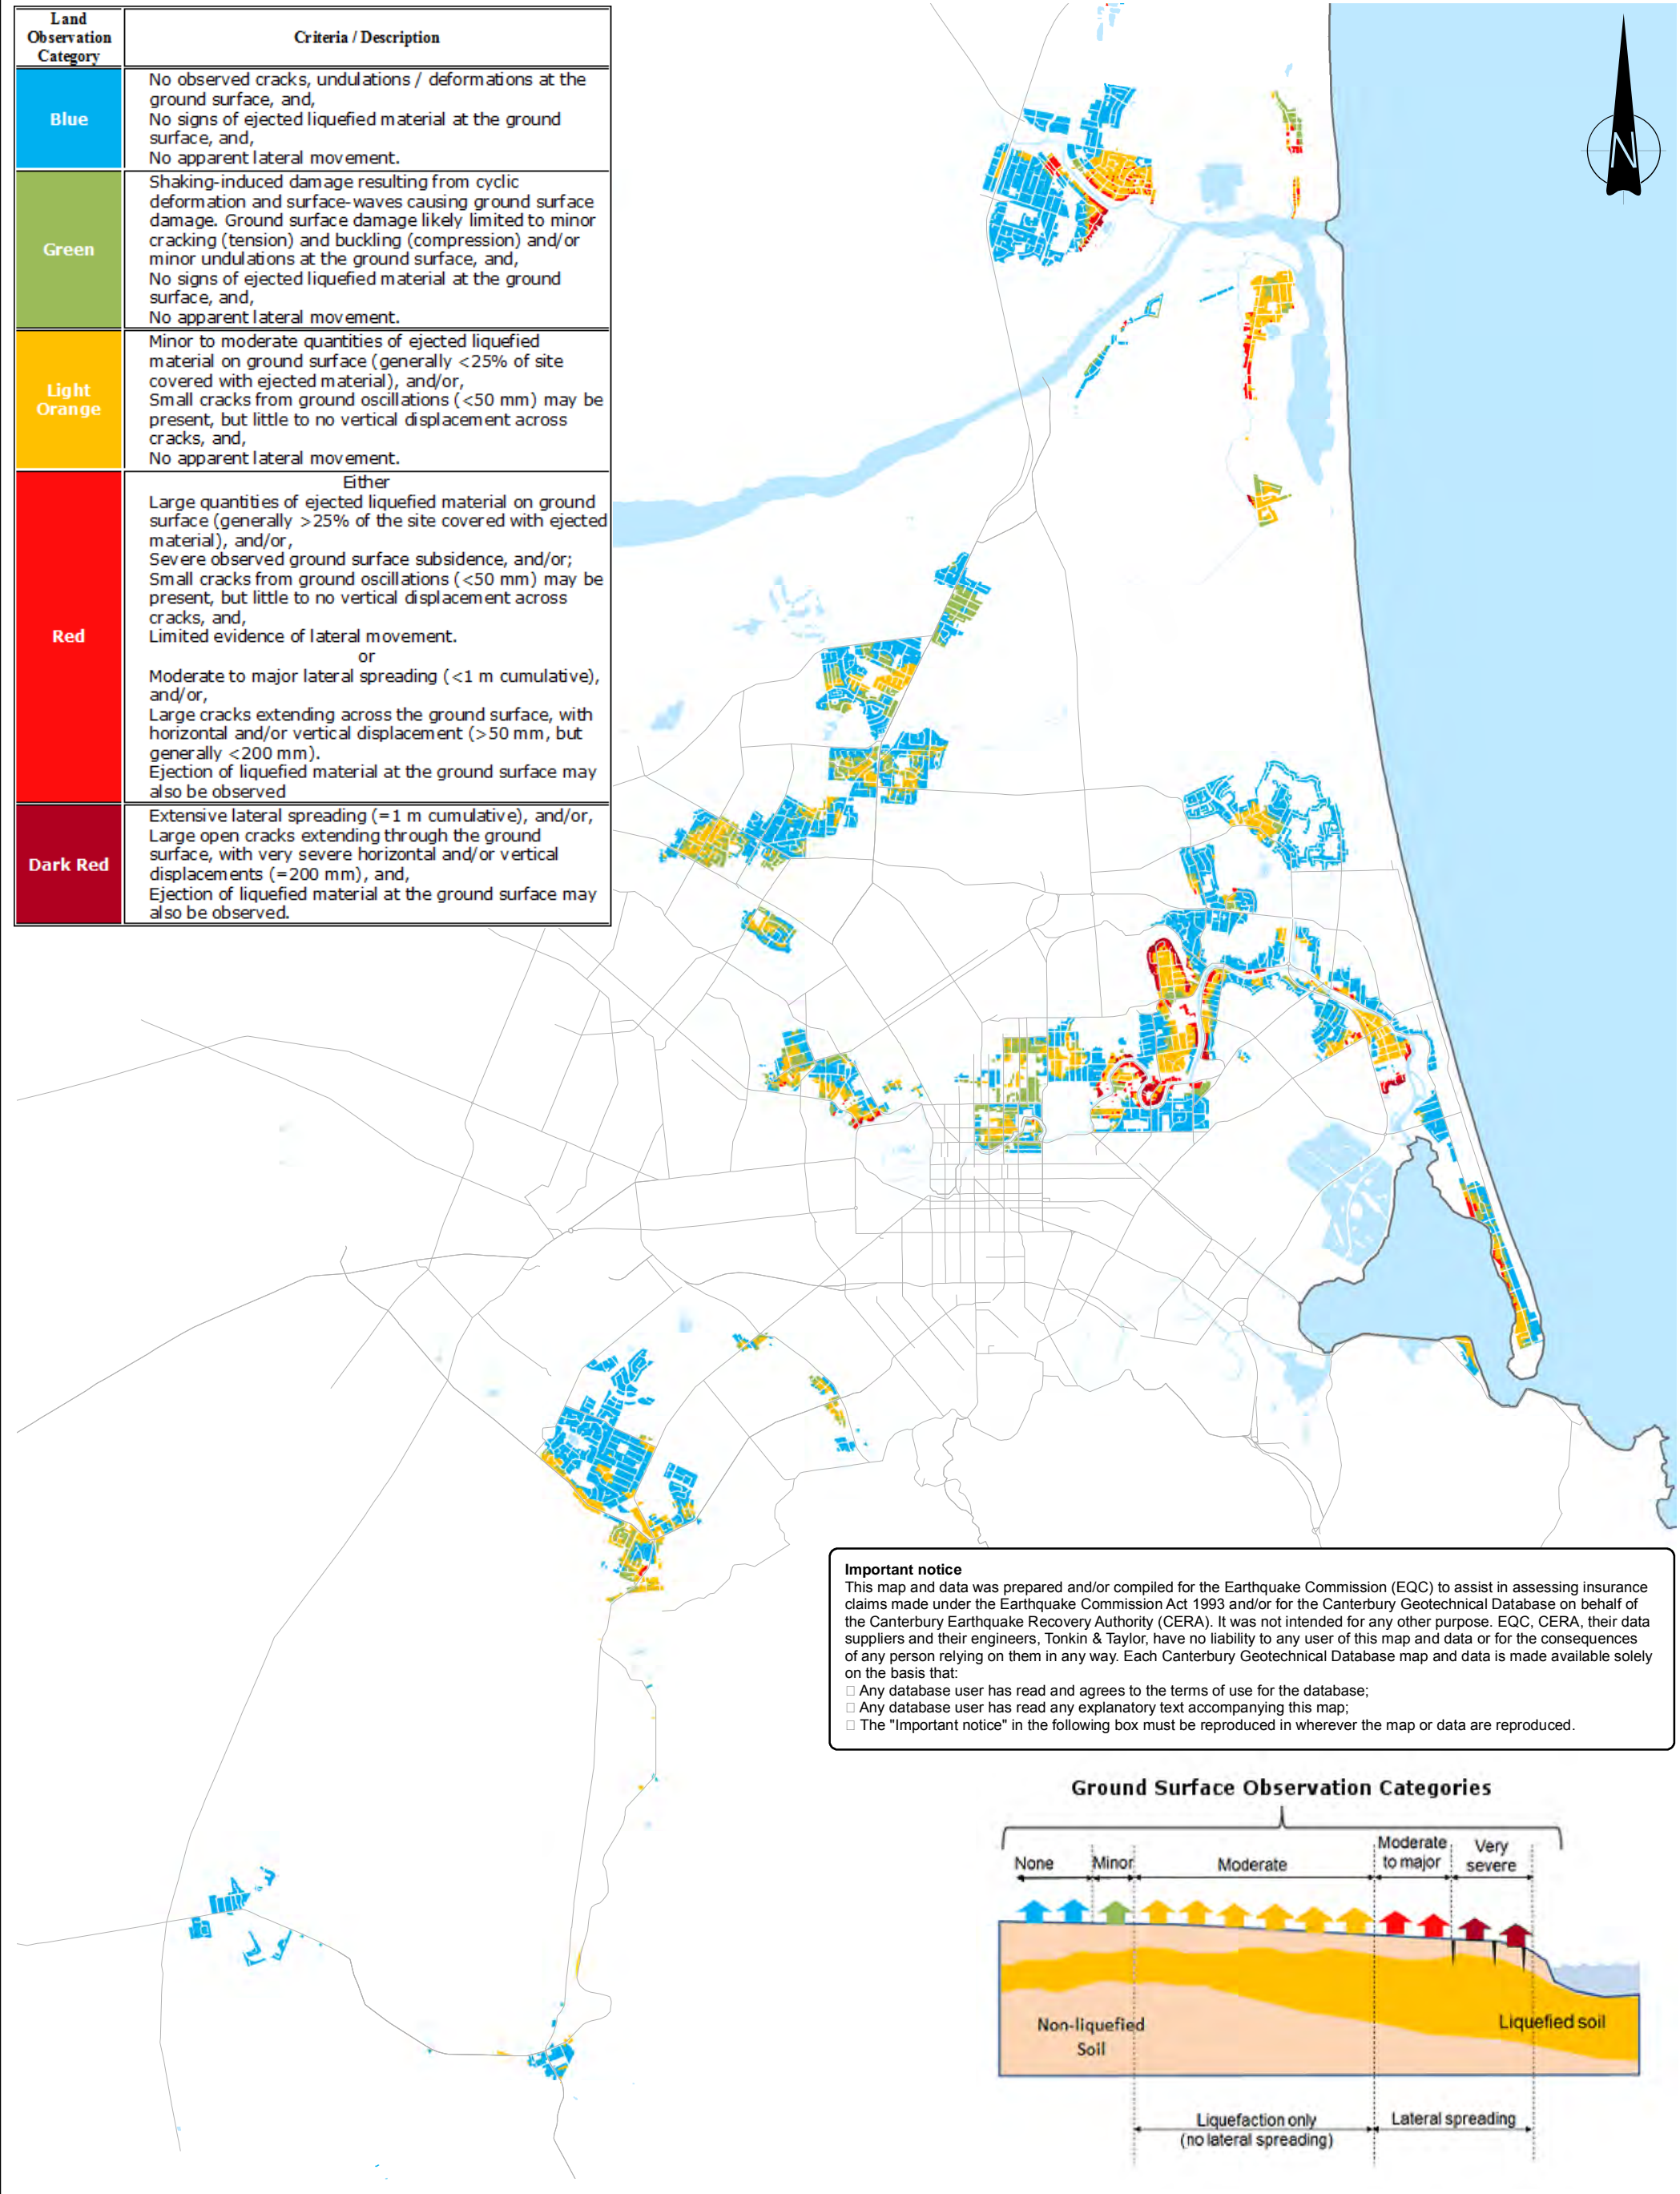 Land
Observation
Category
Criteria / Description
Blue
No observed cracks, undulations / deformations at the
ground surface, and,
No signs of ejected liquefied material at the ground
surface, and,
No apparent lateral movement.
Green
Shaking-induced damage resulting from cyclic
deformation and surface-waves causing ground surface
damage. Ground surface damage likely limited to minor
cracking (tension) and buckling (compression) and/or
minor undulations at the ground surface, and,
No signs of ejected liquefied material at the ground
surface, and,
No apparent lateral movement.
Light
Orange
Minor to moderate quantities of ejected liquefied
material on ground surface (generally <25% of site
covered with ejected material), and/or,
Small cracks from ground oscillations (<50 mm) may be
present, but little to no vertical displacement across
cracks, and,
No apparent lateral movement.
Red
Either
Large quantities of ejected liquefied material on ground
surface (generally >25% of the site covered with ejected
material), and/or,
Severe observed ground surface subsidence, and/or;
Small cracks from ground oscillations (<50 mm) may be
present, but little to no vertical displacement across
cracks, and,
Limited evidence of lateral movement.
or
Moderate to major lateral spreading (<1 m cumulative),
and/or,
Large cracks extending across the ground surface, with
horizontal and/or vertical displacement (>50 mm, but
generally <200 mm).
Ejection of liquefied material at the ground surface may
also be observed
Dark Red
Extensive lateral spreading (=1 m cumulative), and/or,
Large open cracks extending through the ground
surface, with very severe horizontal and/or vertical
displacements (=200 mm), and,
Ejection of liquefied material at the ground surface may
also be observed.
N
Important notice
This map and data was prepared and/or compiled for the Earthquake Commission (EQC) to assist in assessing insurance
claims made under the Earthquake Commission Act 1993 and/or for the Canterbury Geotechnical Database on behalf of
the Canterbury Earthquake Recovery Authority (CERA). It was not intended for any other purpose. EQC, CERA, their data
suppliers and their engineers, Tonkin & Taylor, have no liability to any user of this map and data or for the consequences
of any person relying on them in any way. Each Canterbury Geotechnical Database map and data is made available solely
on the basis that:
□ Any database user has read and agrees to the terms of use for the database;
□ Any database user has read any explanatory text accompanying this map;
□ The "Important notice" in the following box must be reproduced in wherever the map or data are reproduced.
Ground Surface Observation Categories
None
Minor
Moderate
Moderate
to major
Very
severe
Non-liquefied
Soil
Liquefied soil
Liquefaction only
(no lateral spreading)
Lateral spreading